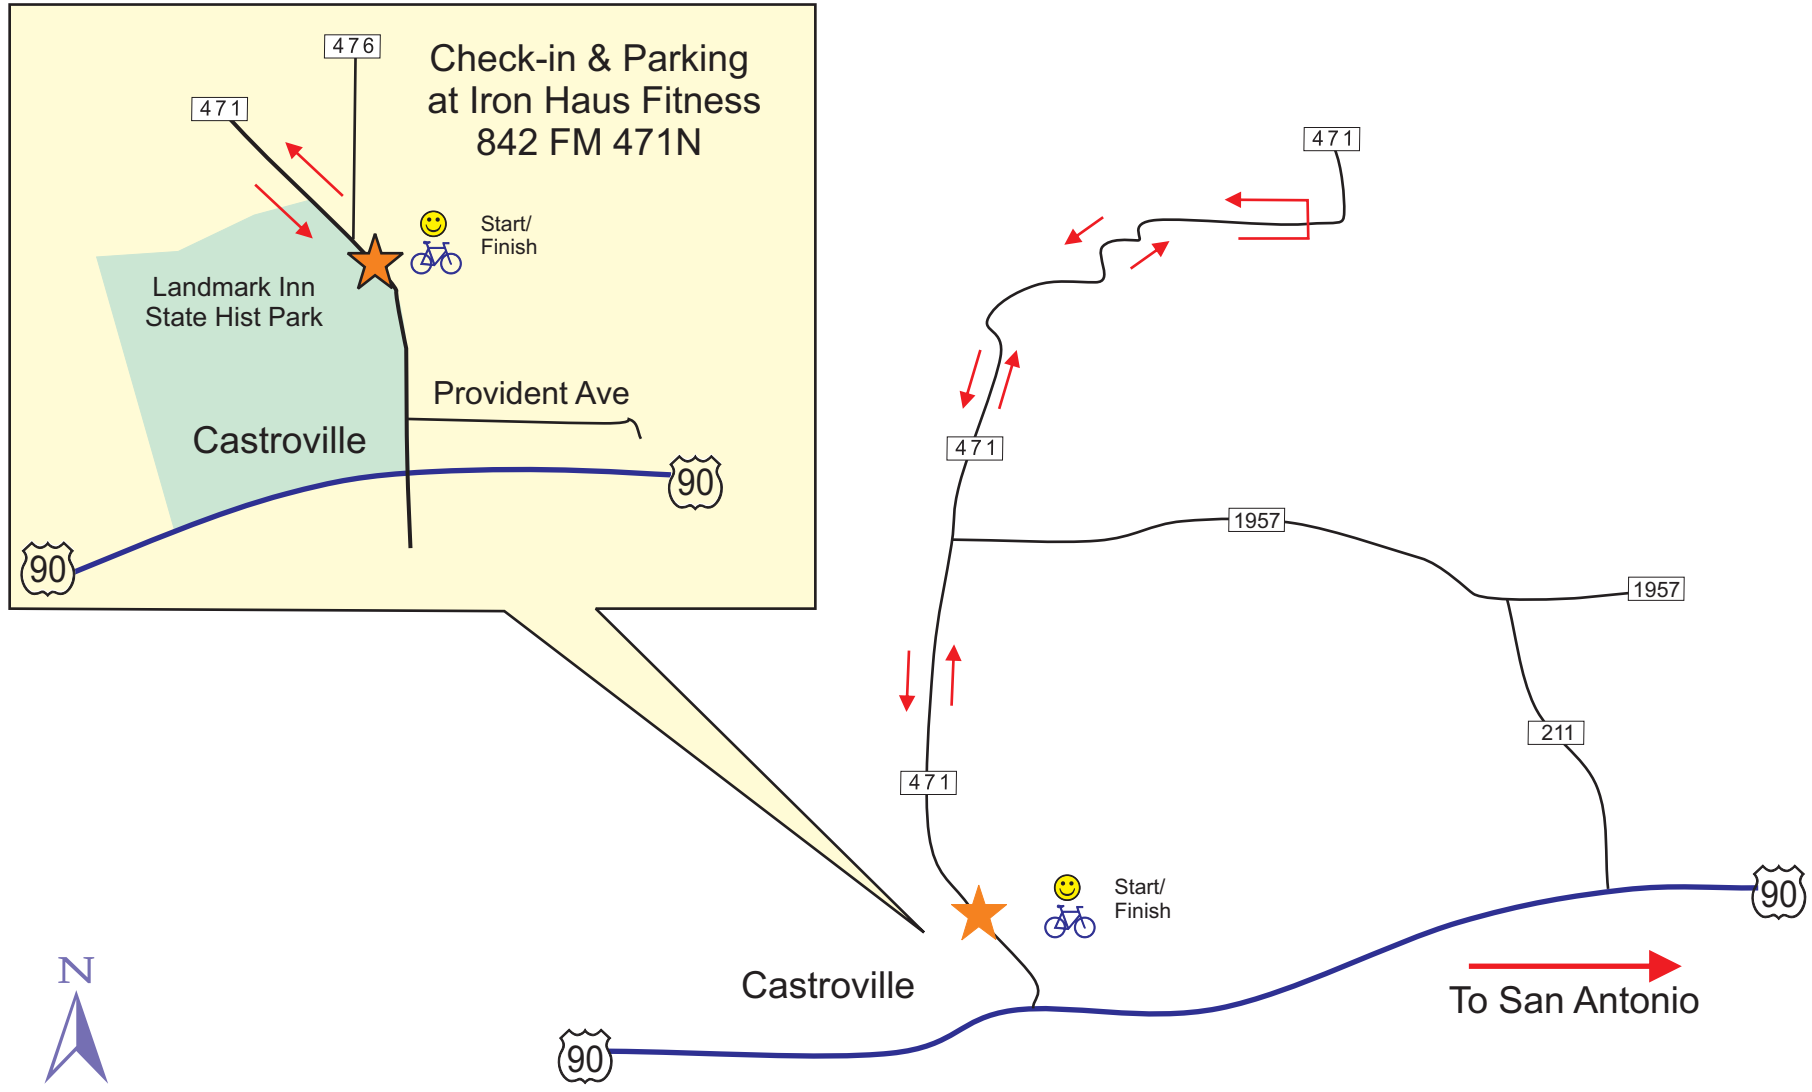 476
Check-in & Parking
at Iron Haus Fitness
842 FM 471N
471
Start/
Finish
Landmark Inn
State Hist Park
Provident Ave
Castroville
90
90
471
471
1957
1957
211
471
Start/
Finish
90
Castroville
To San Antonio
N
90